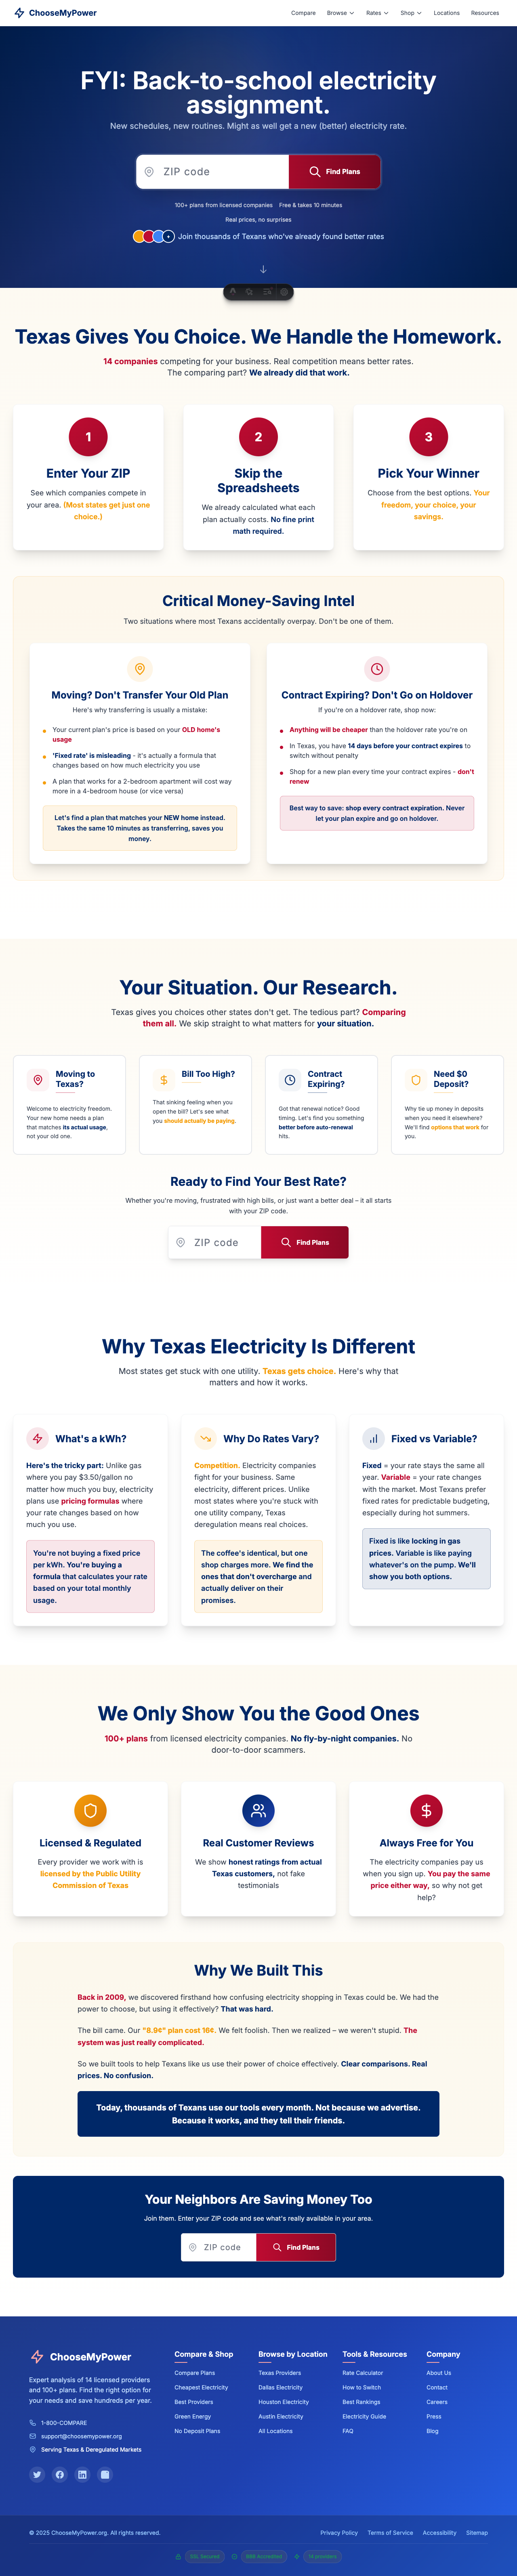 ChooseMyPower
Compare
Browse
Rates
Shop
Locations
Resources
FYI: Back-to-school electricity
assignment.
New schedules, new routines. Might as well get a new (better) electricity rate.
ZIP code
Find Plans
100+ plans from licensed companies
Free & takes 10 minutes
Real prices, no surprises
+
Join thousands of Texans who've already found better rates
Texas Gives You Choice. We Handle the Homework.
14 companies competing for your business. Real competition means better rates.
The comparing part? We already did that work.
1
Enter Your ZIP
See which companies compete in
your area. (Most states get just one
choice.)
2
Skip the
Spreadsheets
We already calculated what each
plan actually costs. No fine print
math required.
3
Pick Your Winner
Choose from the best options. Your
freedom, your choice, your
savings.
Critical Money-Saving Intel
Two situations where most Texans accidentally overpay. Don't be one of them.
Moving? Don't Transfer Your Old Plan
Here's why transferring is usually a mistake:
Your current plan's price is based on your OLD home's
usage
'Fixed rate' is misleading - it's actually a formula that
changes based on how much electricity you use
A plan that works for a 2-bedroom apartment will cost way
more in a 4-bedroom house (or vice versa)
Let's find a plan that matches your NEW home instead.
Takes the same 10 minutes as transferring, saves you
money.
Contract Expiring? Don't Go on Holdover
If you're on a holdover rate, shop now:
Anything will be cheaper than the holdover rate you're on
In Texas, you have 14 days before your contract expires to
switch without penalty
Shop for a new plan every time your contract expires - don't
renew
Best way to save: shop every contract expiration. Never
let your plan expire and go on holdover.
Your Situation. Our Research.
Texas gives you choices other states don't get. The tedious part? Comparing
them all. We skip straight to what matters for your situation.
Moving to
Texas?
Welcome to electricity freedom.
Your new home needs a plan
that matches its actual usage,
not your old one.
Bill Too High?
That sinking feeling when you
open the bill? Let's see what
you should actually be paying.
Contract
Expiring?
Got that renewal notice? Good
timing. Let's find you something
better before auto-renewal
hits.
Need $0
Deposit?
Why tie up money in deposits
when you need it elsewhere?
We'll find options that work for
you.
Ready to Find Your Best Rate?
Whether you're moving, frustrated with high bills, or just want a better deal – it all starts
with your ZIP code.
ZIP code
Find Plans
Why Texas Electricity Is Different
Most states get stuck with one utility. Texas gets choice. Here's why that
matters and how it works.
What's a kWh?
Here's the tricky part: Unlike gas
where you pay $3.50/gallon no
matter how much you buy, electricity
plans use pricing formulas where
your rate changes based on how
much you use.
You're not buying a fixed price
per kWh. You're buying a
formula that calculates your rate
based on your total monthly
usage.
Why Do Rates Vary?
Competition. Electricity companies
fight for your business. Same
electricity, different prices. Unlike
most states where you're stuck with
one utility company, Texas
deregulation means real choices.
The coffee's identical, but one
shop charges more. We find the
ones that don't overcharge and
actually deliver on their
promises.
Fixed vs Variable?
Fixed = your rate stays the same all
year. Variable = your rate changes
with the market. Most Texans prefer
fixed rates for predictable budgeting,
especially during hot summers.
Fixed is like locking in gas
prices. Variable is like paying
whatever's on the pump. We'll
show you both options.
We Only Show You the Good Ones
100+ plans from licensed electricity companies. No fly-by-night companies. No
door-to-door scammers.
Licensed & Regulated
Every provider we work with is
licensed by the Public Utility
Commission of Texas
Real Customer Reviews
We show honest ratings from actual
Texas customers, not fake
testimonials
Always Free for You
The electricity companies pay us
when you sign up. You pay the same
price either way, so why not get
help?
Why We Built This
Back in 2009, we discovered firsthand how confusing electricity shopping in Texas could be. We had the
power to choose, but using it effectively? That was hard.
The bill came. Our "8.9¢" plan cost 16¢. We felt foolish. Then we realized – we weren't stupid. The
system was just really complicated.
So we built tools to help Texans like us use their power of choice effectively. Clear comparisons. Real
prices. No confusion.
Today, thousands of Texans use our tools every month. Not because we advertise.
Because it works, and they tell their friends.
Your Neighbors Are Saving Money Too
Join them. Enter your ZIP code and see what's really available in your area.
ZIP code
Find Plans
ChooseMyPower
Expert analysis of 14 licensed providers
and 100+ plans. Find the right option for
your needs and save hundreds per year.
1-800-COMPARE
support@choosemypower.org
Serving Texas & Deregulated Markets
Compare & Shop
Compare Plans
Cheapest Electricity
Best Providers
Green Energy
No Deposit Plans
Browse by Location
Texas Providers
Dallas Electricity
Houston Electricity
Austin Electricity
All Locations
Tools & Resources
Rate Calculator
How to Switch
Best Rankings
Electricity Guide
FAQ
Company
About Us
Contact
Careers
Press
Blog
© 2025 ChooseMyPower.org. All rights reserved.
Privacy Policy
Terms of Service
Accessibility
Sitemap
SSL Secured
BBB Accredited
14 providers